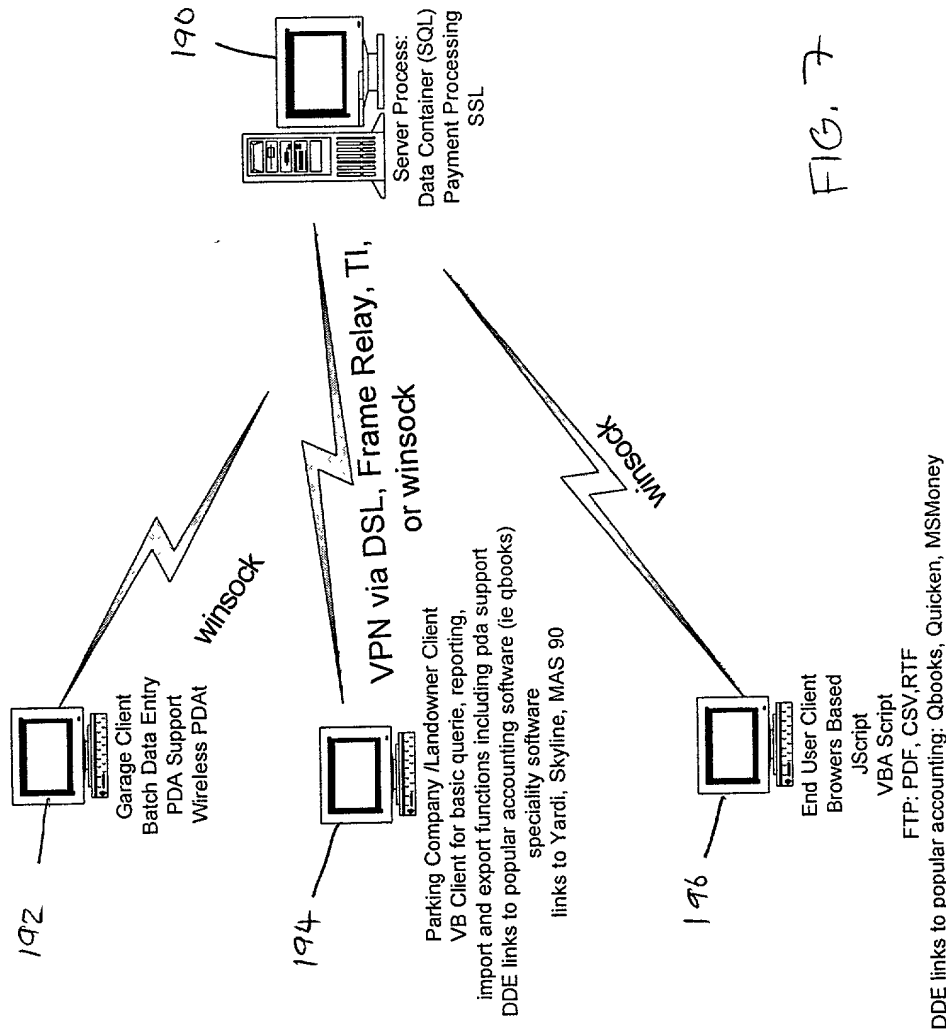 190
Server Process:
Data Container (SQL)
Payment Processing
SSL
192
Garage Client
Batch Data Entry
PDA Support
Wireless PDAt
winsock
VPN via DSL, Frame Relay, TI,
or winsock
194
Parking Company /Landowner Client
VB Client for basic querie, reporting,
import and export functions including pda support
DDE links to popular accounting software (ie qbooks)
speciality software
links to Yardi, Skyline, MAS 90
winsock
196
End User Client
Browers Based
JScript
VBA Script
FTP: PDF, CSV,RTF
DDE links to popular accounting: Qbooks, Quicken, MSMoney
FIG. 7